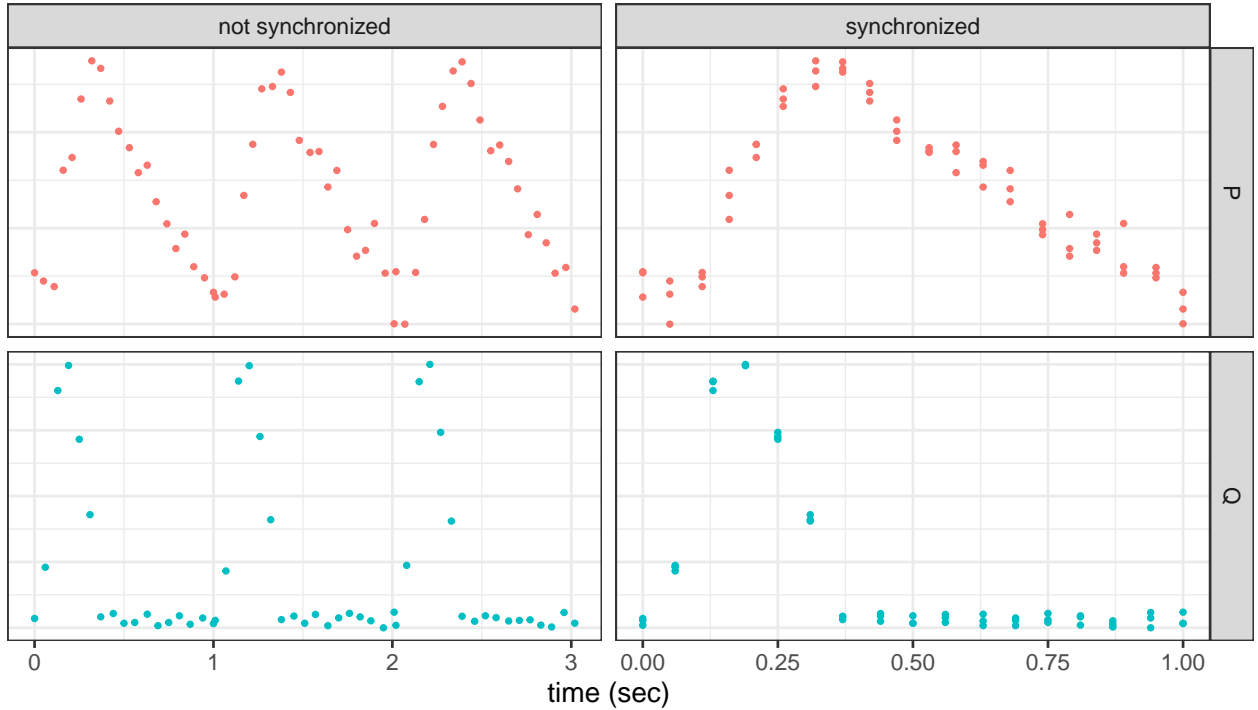 not synchronized
synchronized
P
Q
0
1
2
3
0.00
0.25
0.50
0.75
1.00
time (sec)